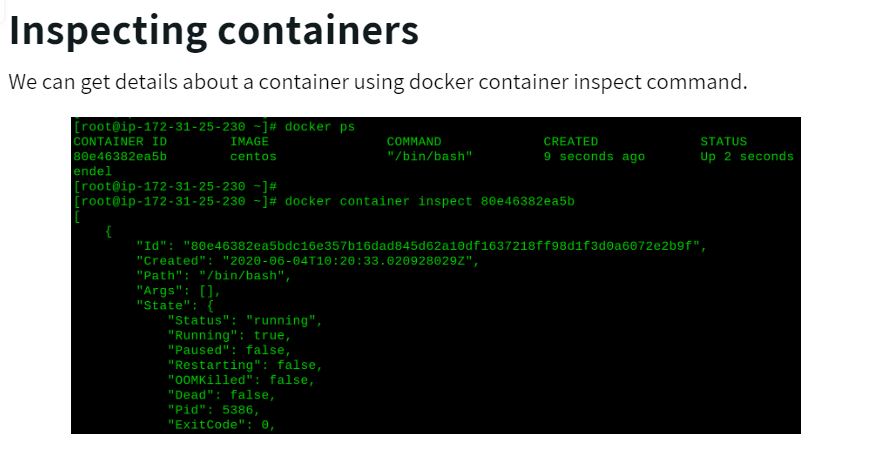 Inspecting containers
We can get details about a container using docker container inspect command.
[root@ip-172-31-25-230 ~]# docker ps
CONTAINER ID        IMAGE               COMMAND             CREATED             STATUS
80e46382ea5b        centos              "/bin/bash"         9 seconds ago       Up 2 seconds
endel
[root@ip-172-31-25-230 ~]#
[root@ip-172-31-25-230 ~]# docker container inspect 80e46382ea5b
[
    {
        "Id": "80e46382ea5bdc16e357b16dad845d62a10df1637218ff98d1f3d0a6072e2b9f",
        "Created": "2020-06-04T10:20:33.020928029Z",
        "Path": "/bin/bash",
        "Args": [],
        "State": {
            "Status": "running",
            "Running": true,
            "Paused": false,
            "Restarting": false,
            "OOMKilled": false,
            "Dead": false,
            "Pid": 5386,
            "ExitCode": 0,